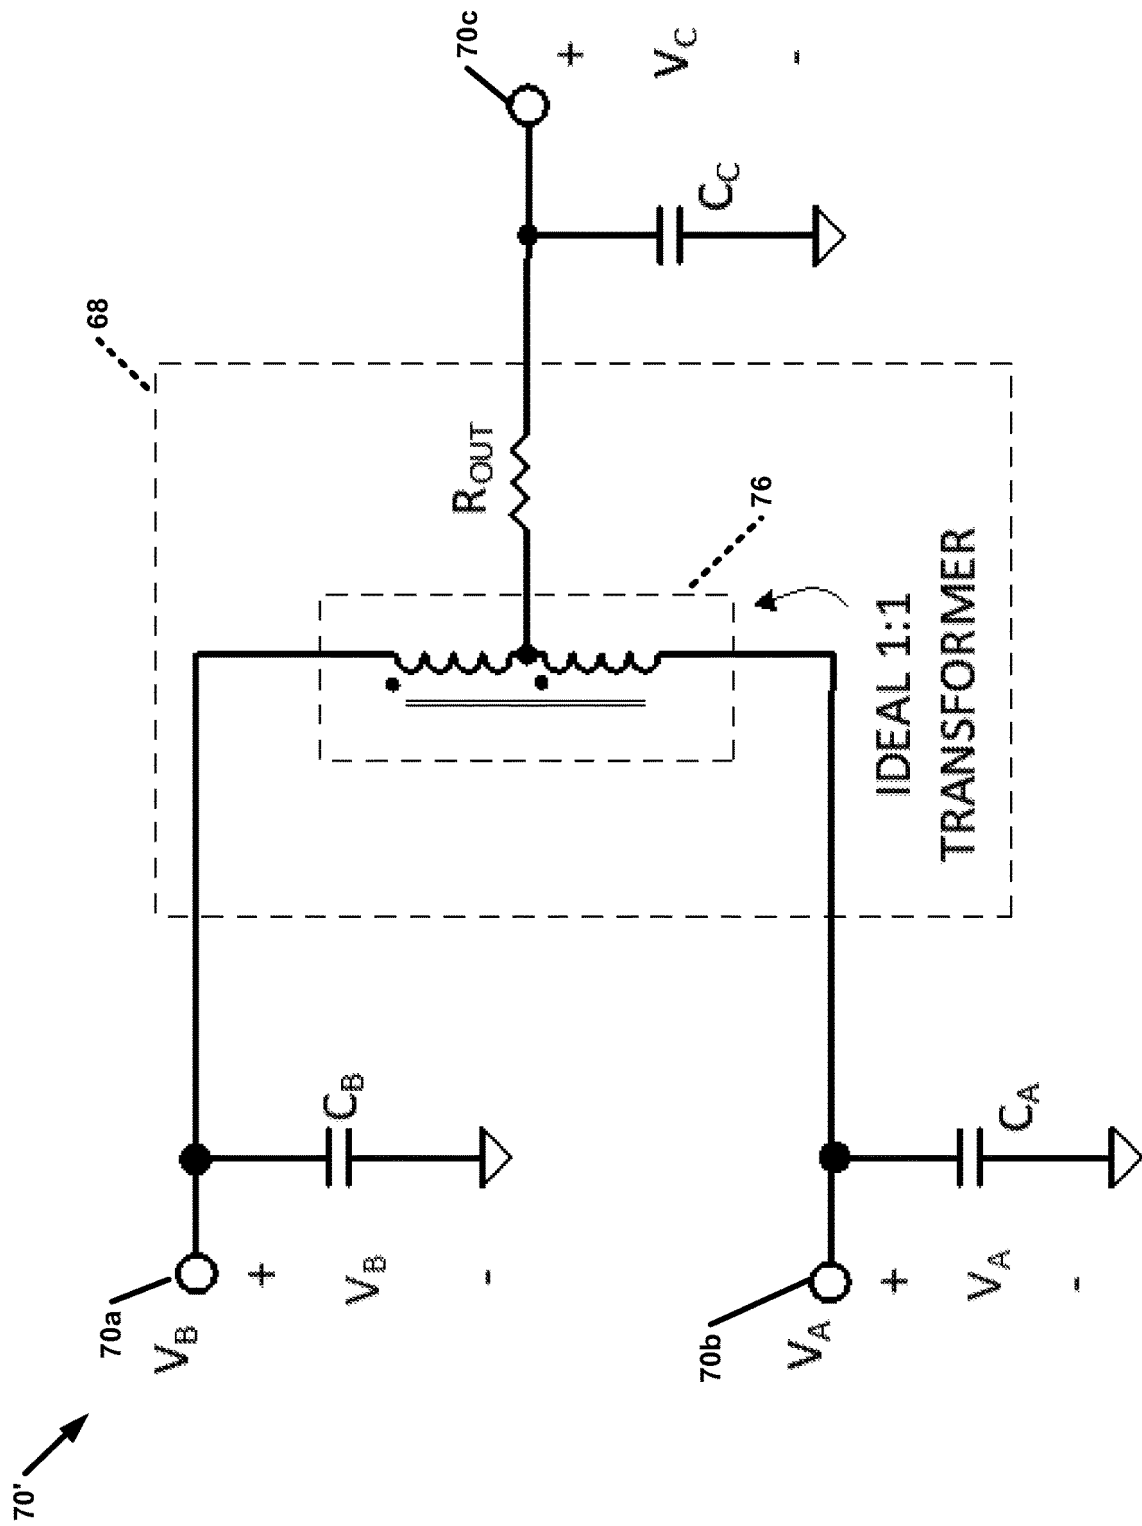 70'
70a
V_B
+
V_B
-
C_B
70b
V_A
+
V_A
-
C_A
68
R_OUT
76
IDEAL 1:1
TRANSFORMER
70c
+
V_C
-
C_C